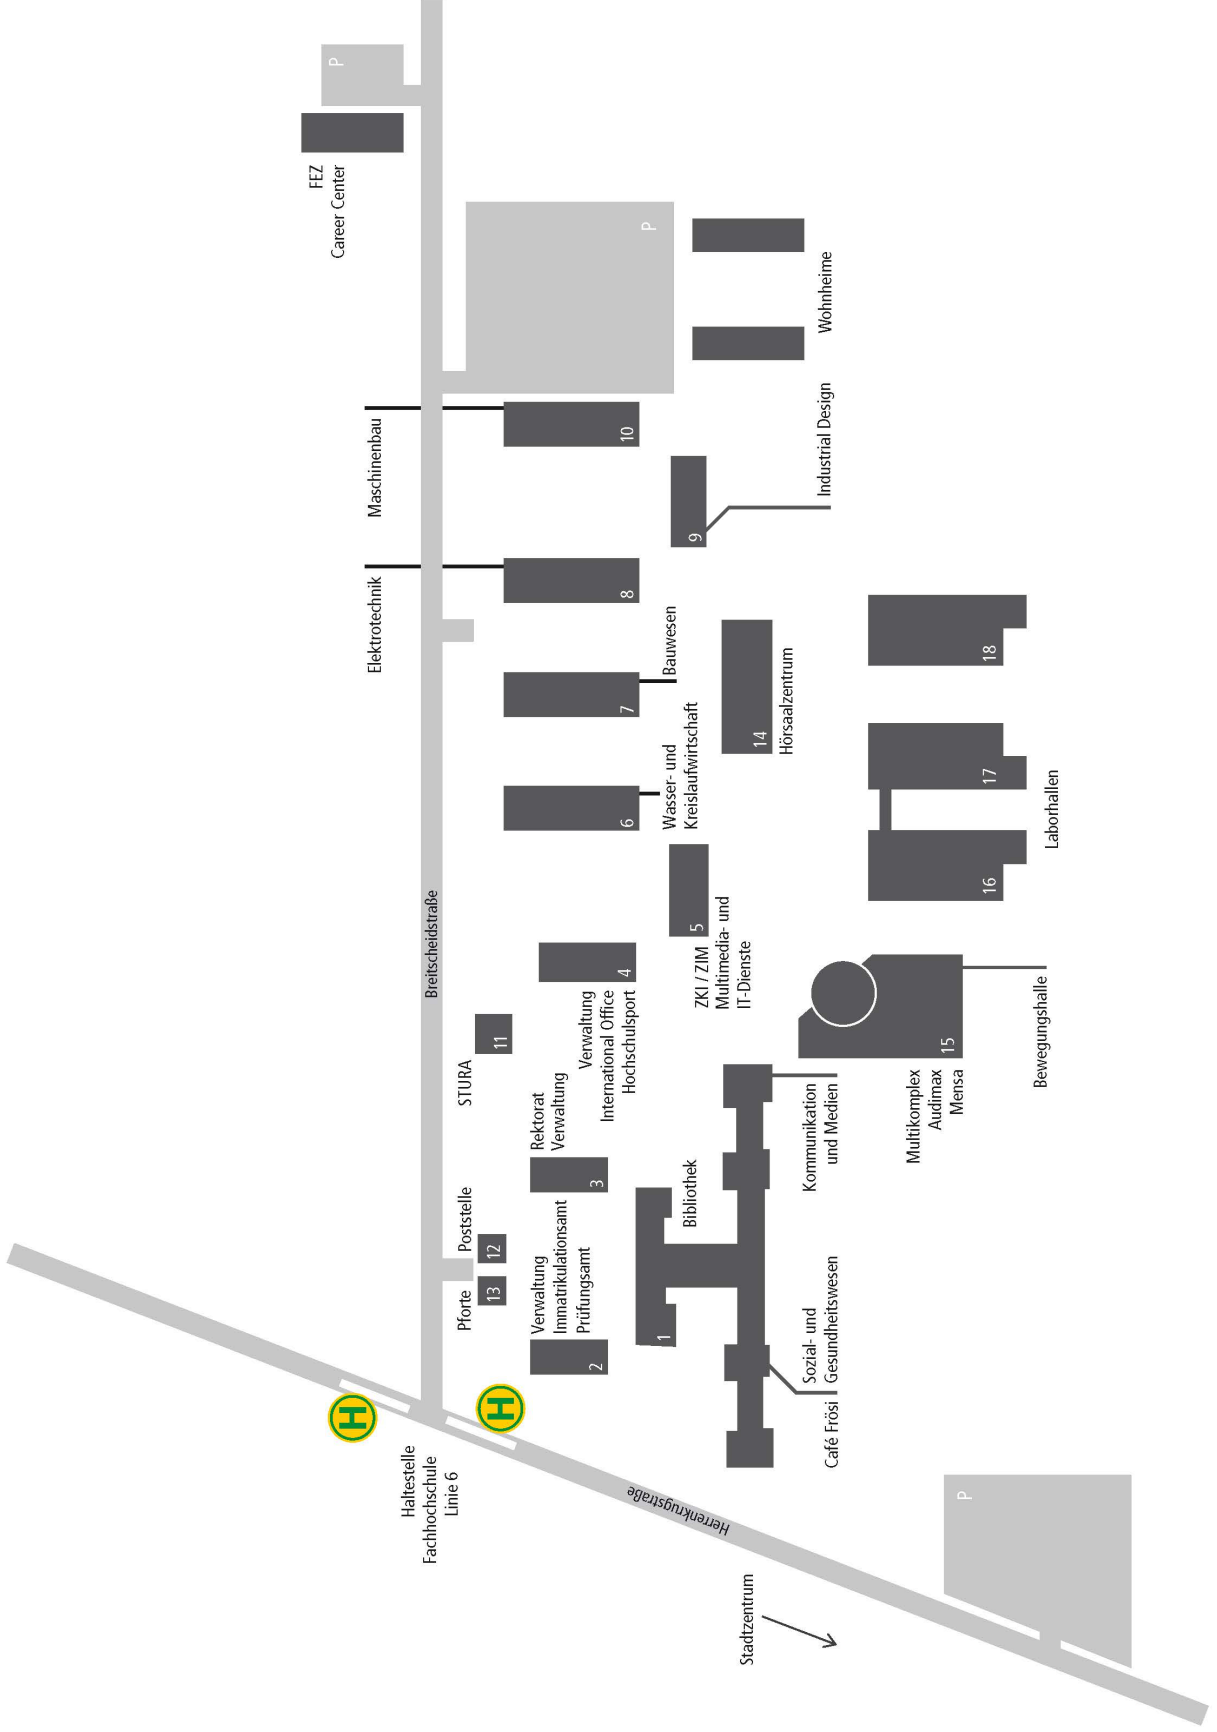 P
FEZ
Career Center
P
Wohnheime
Maschinenbau
10
Industrial Design
9
Elektrotechnik
8
Bauwesen
7
14
Hörsaalzentrum
18
Wasser- und
Kreislaufwirtschaft
6
17
16
Laborhallen
Breitscheidstraße
5
ZKI / ZIM
Multimedia- und
IT-Dienste
4
Verwaltung
International Office
Hochschulsport
11
STURA
15
Multikomplex
Audimax
Mensa
Bewegungshalle
Kommunikation
und Medien
Rektorat
Verwaltung
3
Bibliothek
1
Poststelle
12
Pforte
13
Verwaltung
Immatrikulationsamt
Prüfungsamt
2
Sozial- und
Gesundheitswesen
Café Frösi
H
H
Haltestelle
Fachhochschule
Linie 6
Herrenkrugstraße
P
Stadtzentrum